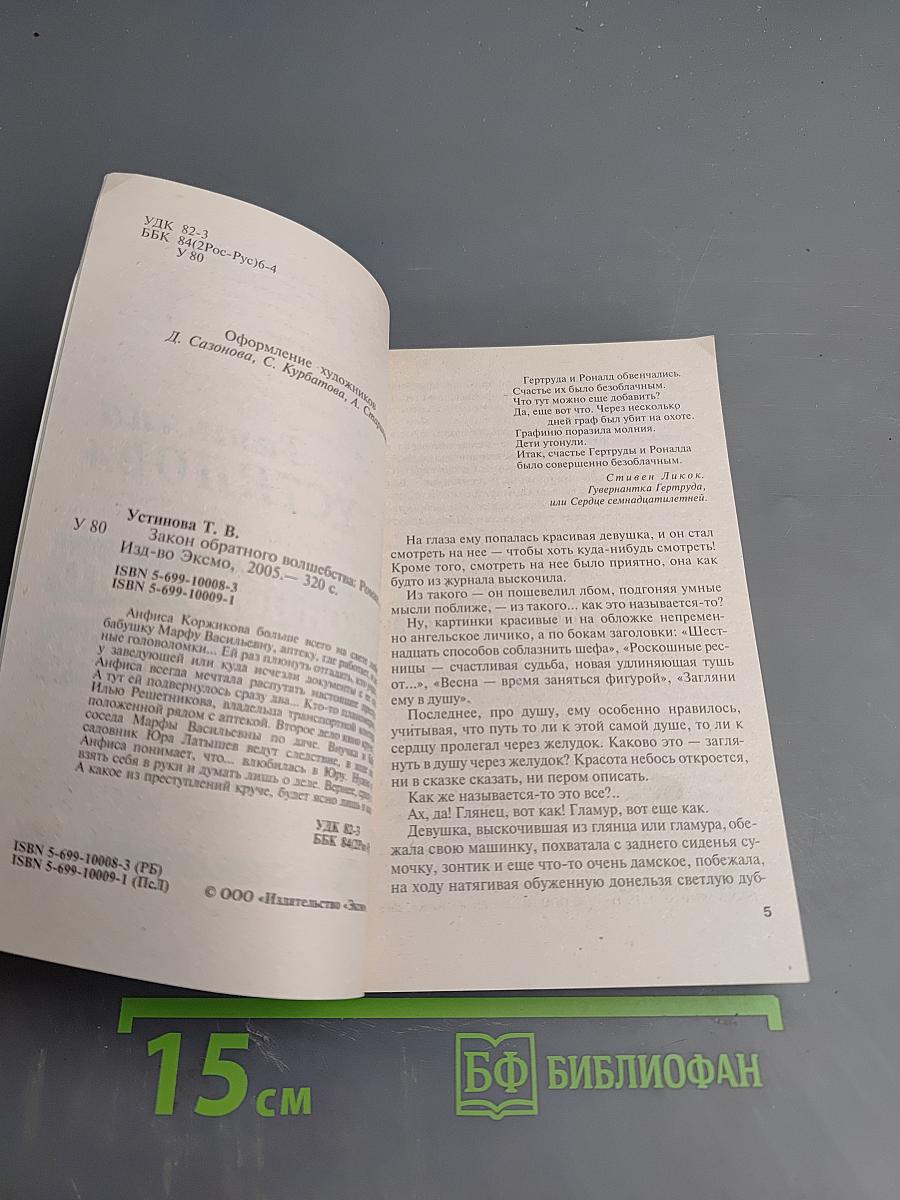 УДК 82-3
ББК 84(2Рос-Рус)6-4
У 80
Оформление художников
Д. Сазонова, С. Курбатова, А.
Устинова Т. В.
У 80 Закон обратного волшебства:
Изд-во Эксмо, 2005.— 320 с.
ISBN 5-699-10008-3
ISBN 5-699-10009-1
Анфиса Коржикова больше всего на свете
бабушку Марфу Васильевну, аптеку, где работает,
ные головоломки... Ей раз плюнуть отгадать, кто
у заведующей или куда исчезли документы с
Анфиса всегда мечтала распутать настоящее
А тут ей подвернулось сразу два... Кто-то
Илью Решетникова, владельца транспортной
положенной рядом с аптекой. Второе дело
соседа Марфы Васильевны по даче. Внучка и
садовник Юра Латышев ведут следствие, в
Анфиса понимает, что... влюбилась в Юру. Нужно
взять себя в руки и думать лишь о деле. Вернее,
А какое из преступлений круче, будет ясно лишь в
УДК 82-3
ББК 84(2Ро
ISBN 5-699-10008-3 (РБ)
ISBN 5-699-10009-1 (ПсЛ)
© ООО «Издательство «Эксм
Гертруда и Роналд обвенчались.
Счастье их было безоблачным.
Что тут можно еще добавить?
Да, еще вот что. Через несколько
дней граф был убит на охоте.
Графиню поразила молния.
Дети утонули.
Итак, счастье Гертруды и Роналда
было совершенно безоблачным.
Стивен Ликок.
Гувернантка Гертруда,
или Сердце семнадцатилетней.
На глаза ему попалась красивая девушка, и он стал
смотреть на нее — чтобы хоть куда-нибудь смотреть!
Кроме того, смотреть на нее было приятно, она как
будто из журнала выскочила.
Из такого — он пошевелил лбом, подгоняя умные
мысли поближе, — из такого... как это называется-то?
Ну, картинки красивые и на обложке непремен-
но ангельское личико, а по бокам заголовки: «Шест-
надцать способов соблазнить шефа», «Роскошные рес-
ницы — счастливая судьба, новая удлиняющая тушь
от...», «Весна — время заняться фигурой», «Загляни
ему в душу».
Последнее, про душу, ему особенно нравилось,
учитывая, что путь то ли к этой самой душе, то ли к
сердцу пролегал через желудок. Каково это — загля-
нуть в душу через желудок? Красота небось откроется,
ни в сказке сказать, ни пером описать.
Как же называется-то это все?..
Ах, да! Глянец, вот как! Гламур, вот еще как.
Девушка, выскочившая из глянца или гламура, обе-
жала свою машинку, похватала с заднего сиденья су-
мочку, зонтик и еще что-то очень дамское, побежала,
на ходу натягивая обуженную донельзя светлую дуб-
5
15 см
БФ БИБЛИОФАН